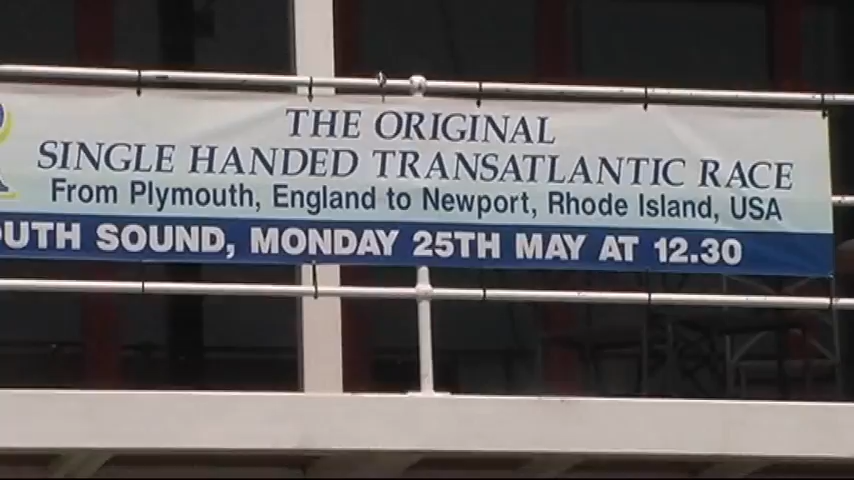 THE ORIGINAL
SINGLE HANDED TRANSATLANTIC RACE
From Plymouth, England to Newport, Rhode Island, USA
OUTH SOUND, MONDAY 25TH MAY AT 12.30